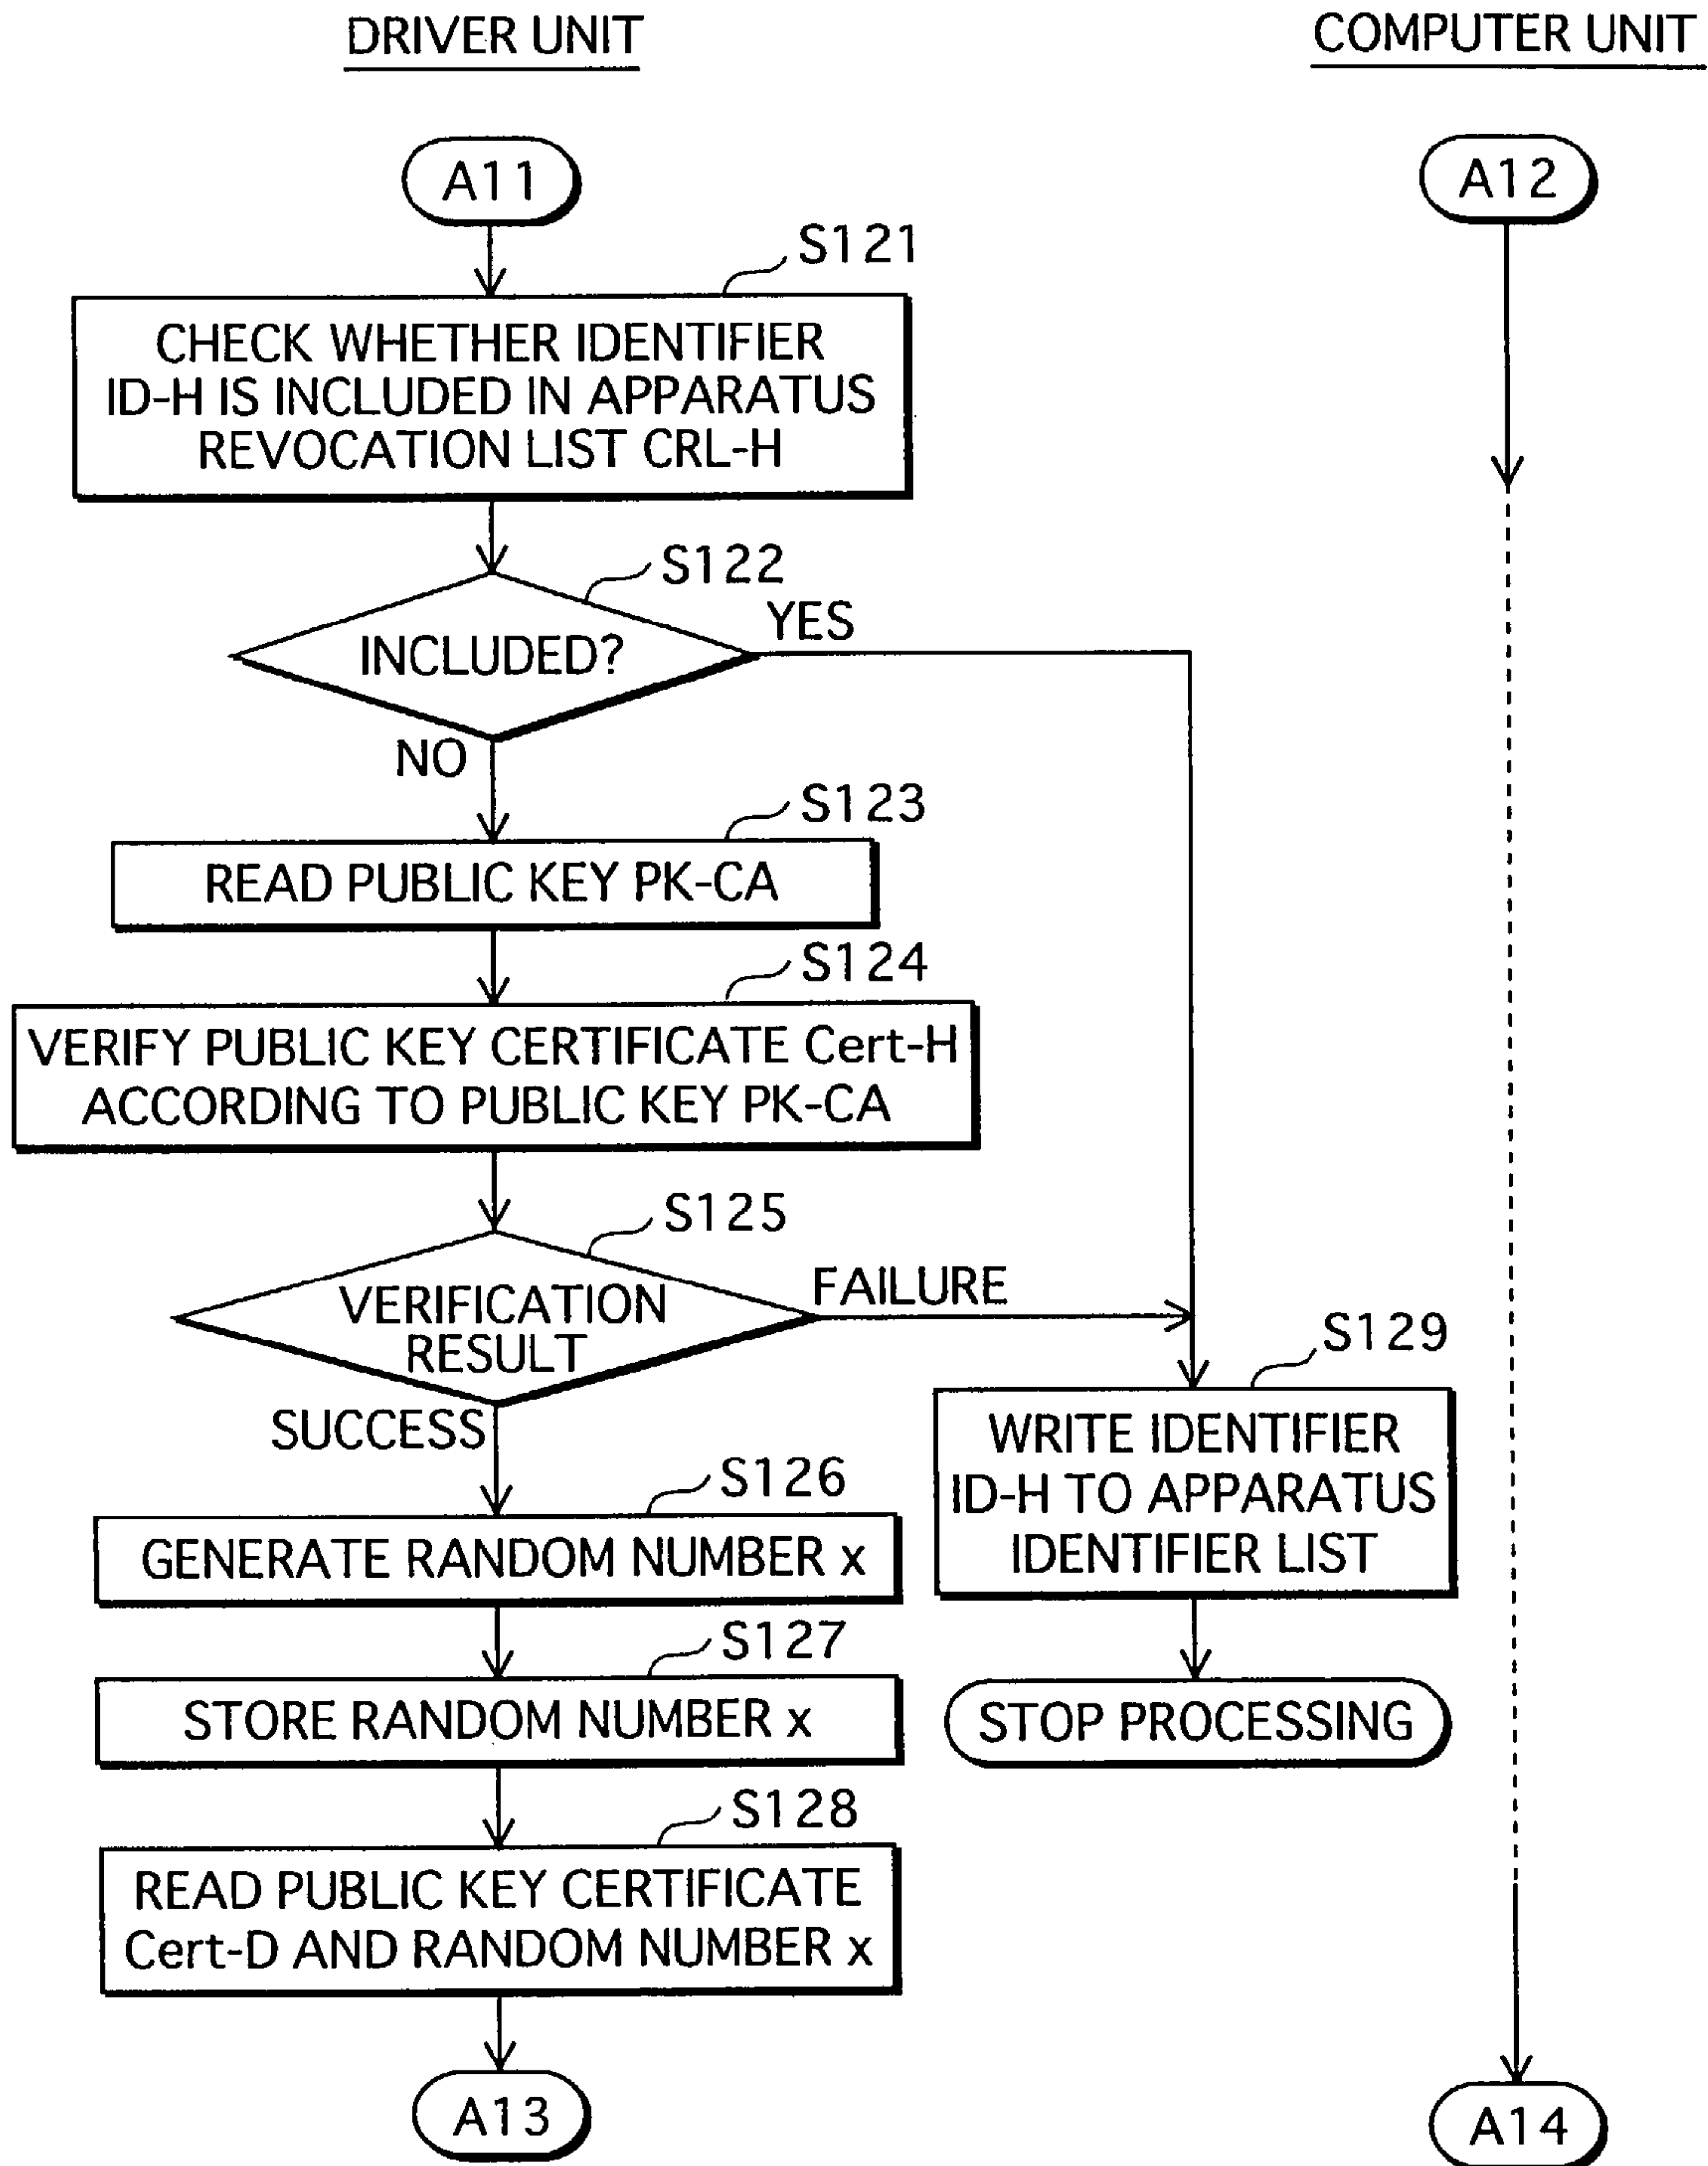 DRIVER UNIT
COMPUTER UNIT
A11
A12
S121
CHECK WHETHER IDENTIFIER
ID-H IS INCLUDED IN APPARATUS
REVOCATION LIST CRL-H
S122
INCLUDED?
YES
NO
S123
READ PUBLIC KEY PK-CA
S124
VERIFY PUBLIC KEY CERTIFICATE Cert-H
ACCORDING TO PUBLIC KEY PK-CA
S125
VERIFICATION
RESULT
FAILURE
SUCCESS
S129
WRITE IDENTIFIER
ID-H TO APPARATUS
IDENTIFIER LIST
S126
GENERATE RANDOM NUMBER x
S127
STORE RANDOM NUMBER x
STOP PROCESSING
S128
READ PUBLIC KEY CERTIFICATE
Cert-D AND RANDOM NUMBER x
A13
A14